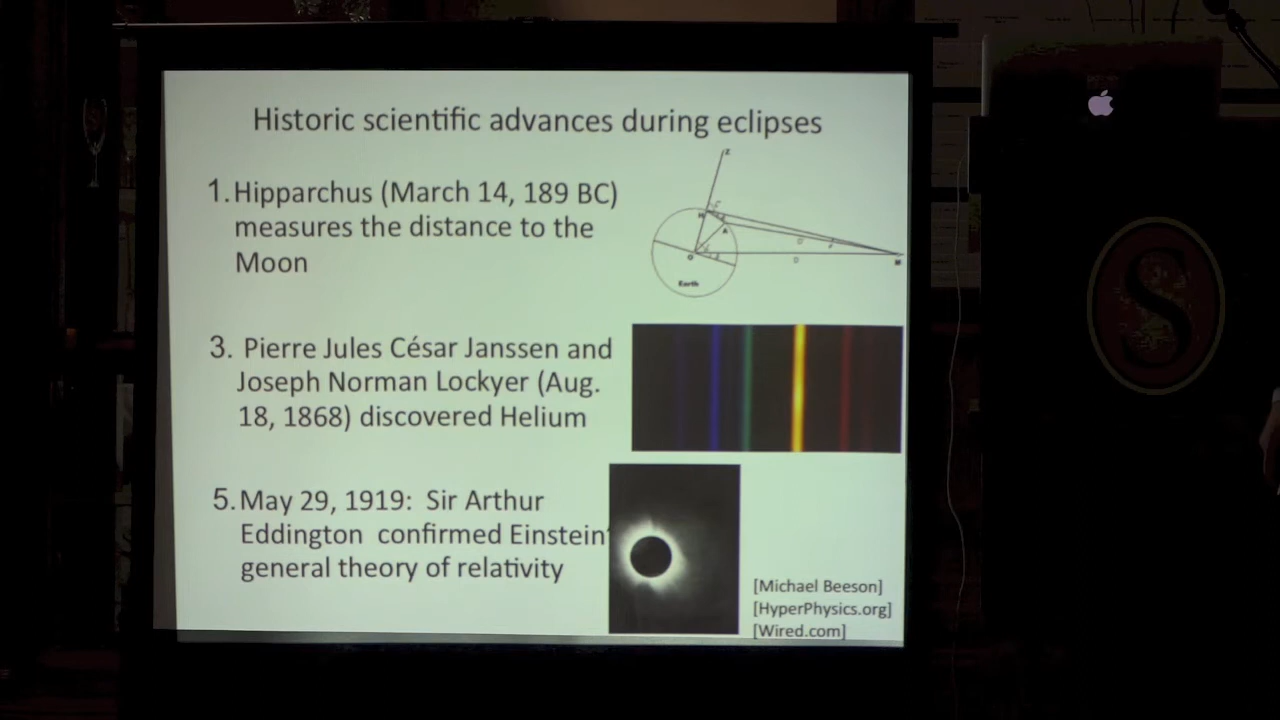 Historic scientific advances during eclipses
1. Hipparchus (March 14, 189 BC)
measures the distance to the
Moon
Earth
3. Pierre Jules César Janssen and
Joseph Norman Lockyer (Aug.
18, 1868) discovered Helium
5. May 29, 1919: Sir Arthur
Eddington confirmed Einstein'
general theory of relativity
[Michael Beeson]
[HyperPhysics.org]
[Wired.com]
S